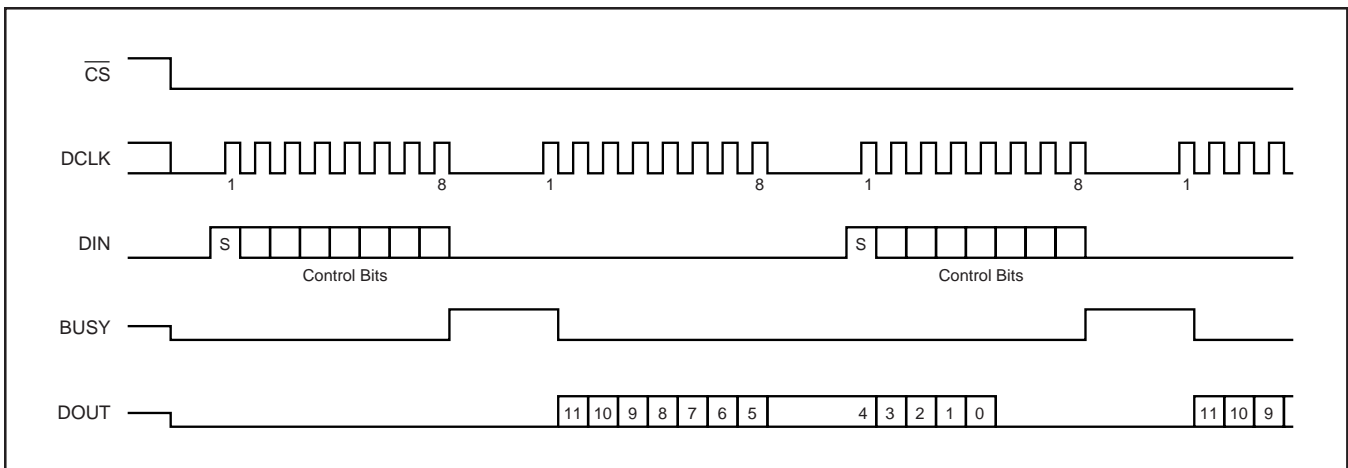 CS
DCLK
1 8 1 8 1 8 1
DIN
S S
Control Bits Control Bits
BUSY
DOUT
11 10 9 8 7 6 5 4 3 2 1 0 11 10 9